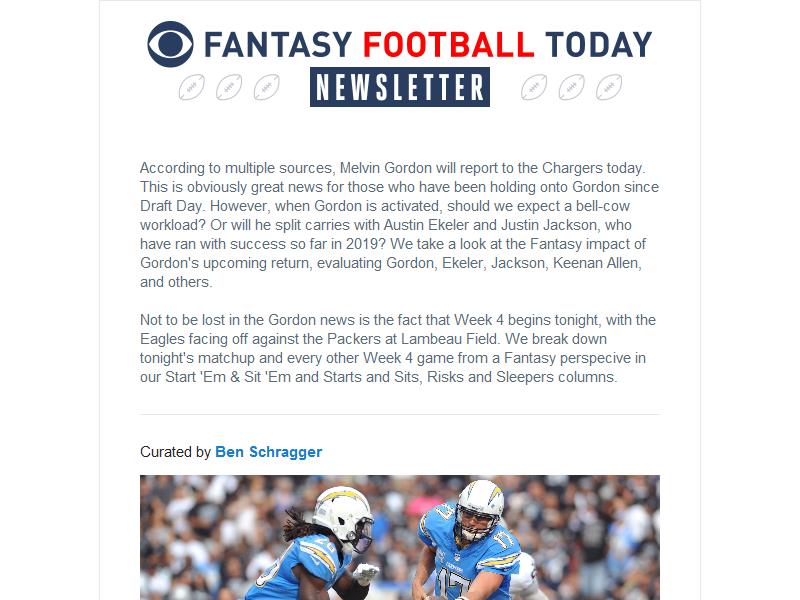 FANTASY FOOTBALL TODAY
NEWSLETTER
According to multiple sources, Melvin Gordon will report to the Chargers today.
This is obviously great news for those who have been holding onto Gordon since
Draft Day. However, when Gordon is activated, should we expect a bell-cow
workload? Or will he split carries with Austin Ekeler and Justin Jackson, who
have ran with success so far in 2019? We take a look at the Fantasy impact of
Gordon's upcoming return, evaluating Gordon, Ekeler, Jackson, Keenan Allen,
and others.
Not to be lost in the Gordon news is the fact that Week 4 begins tonight, with the
Eagles facing off against the Packers at Lambeau Field. We break down
tonight's matchup and every other Week 4 game from a Fantasy perspecive in
our Start 'Em & Sit 'Em and Starts and Sits, Risks and Sleepers columns.
Curated by Ben Schragger
17
17